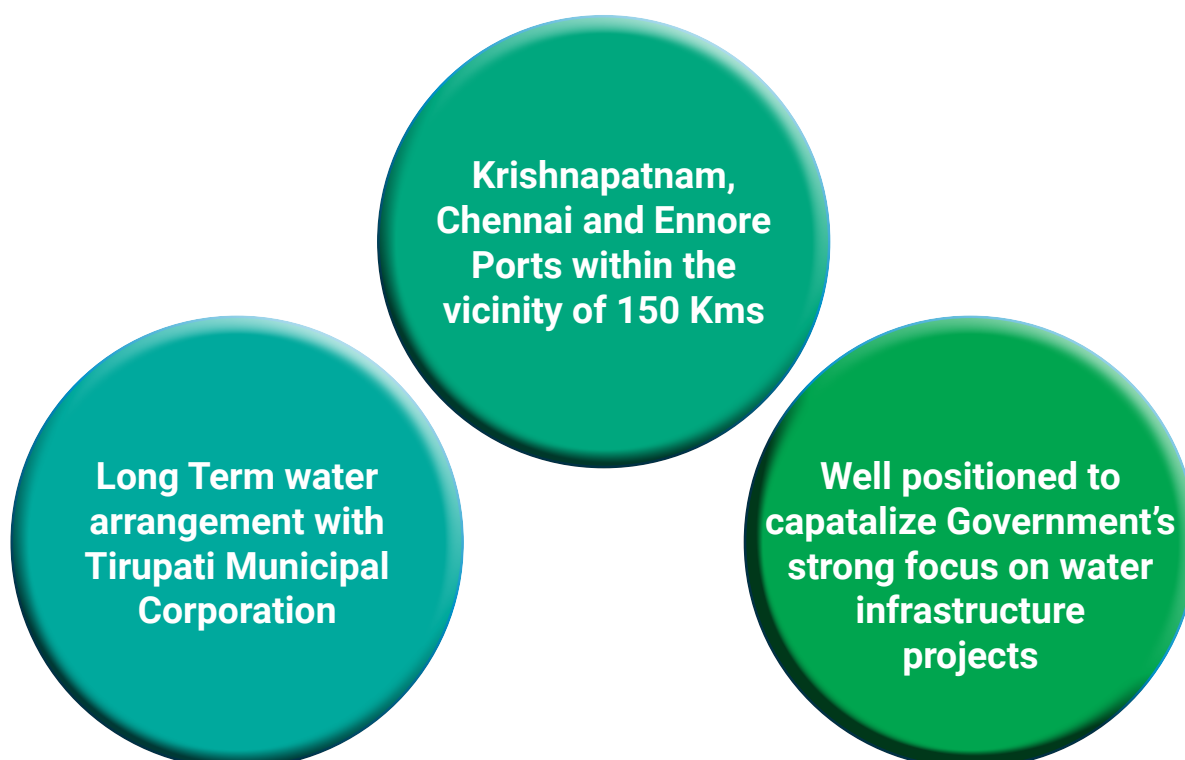 Krishnapatnam,
Chennai and Ennore
Ports within the
vicinity of 150 Kms
Long Term water
arrangement with
Tirupati Municipal
Corporation
Well positioned to
capatalize Government’s
strong focus on water
infrastructure
projects